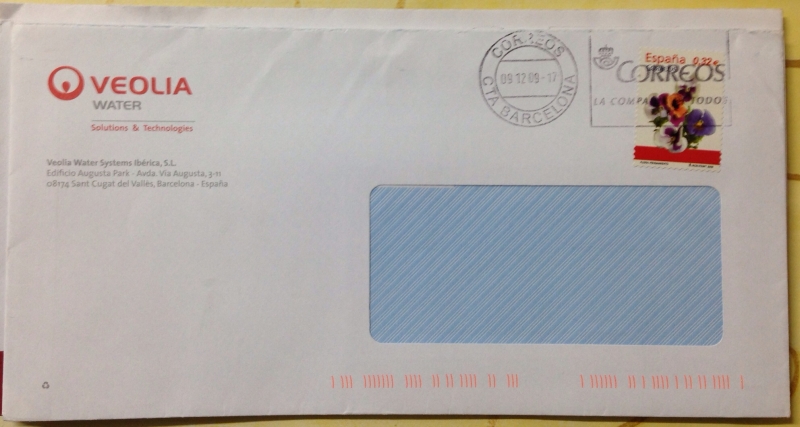 VEOLIA
WATER
Solutions & Technologies
Veolia Water Systems Ibérica, S.L.
Edificio Augusta Park - Avda. Via Augusta, 3-11
08174 Sant Cugat del Vallès, Barcelona - España
CORREOS
09 12 09 - 17
CTA BARCELONA
España 0,32€
CORREOS
LA COMPA TODO